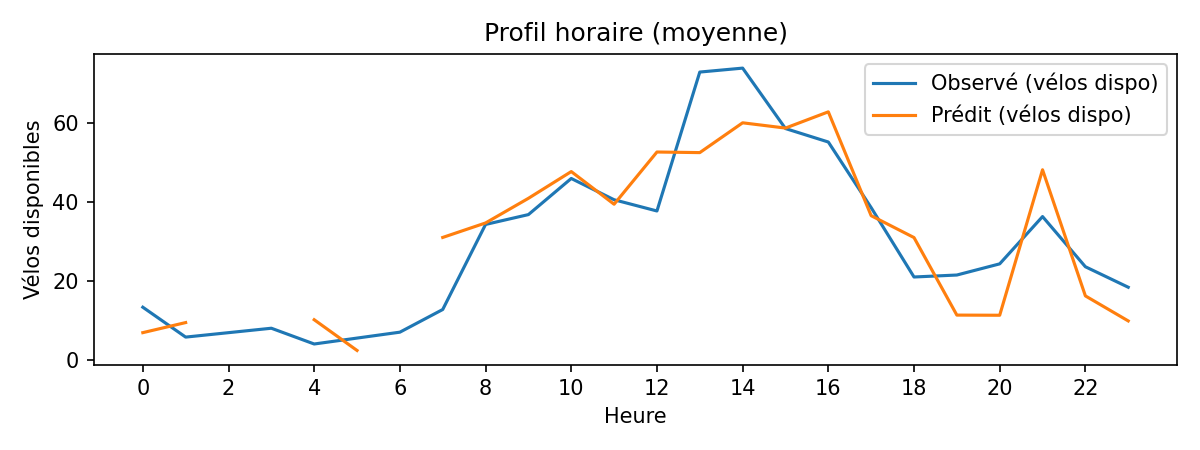 Profil horaire (moyenne)
Observé (vélos dispo)
Prédit (vélos dispo)
Vélos disponibles
60
40
20
0
0 2 4 6 8 10 12 14 16 18 20 22
Heure